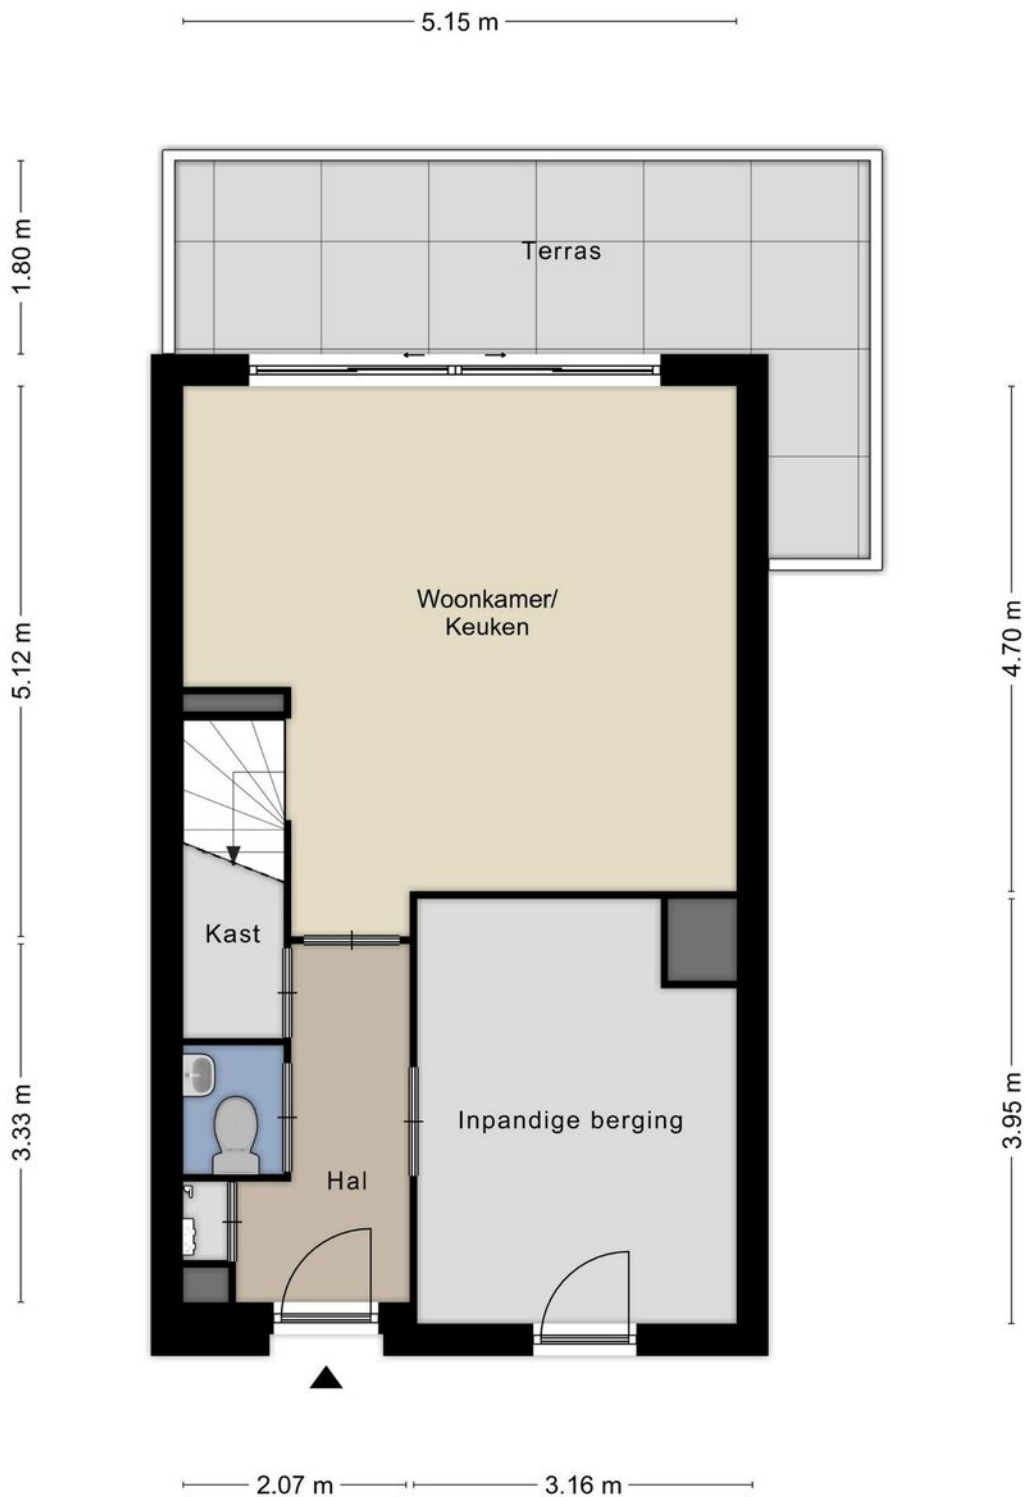 5.15 m
1.80 m
Terras
5.12 m
Woonkamer/
Keuken
4.70 m
Kast
3.33 m
Inpandige berging
3.95 m
Hal
2.07 m
3.16 m